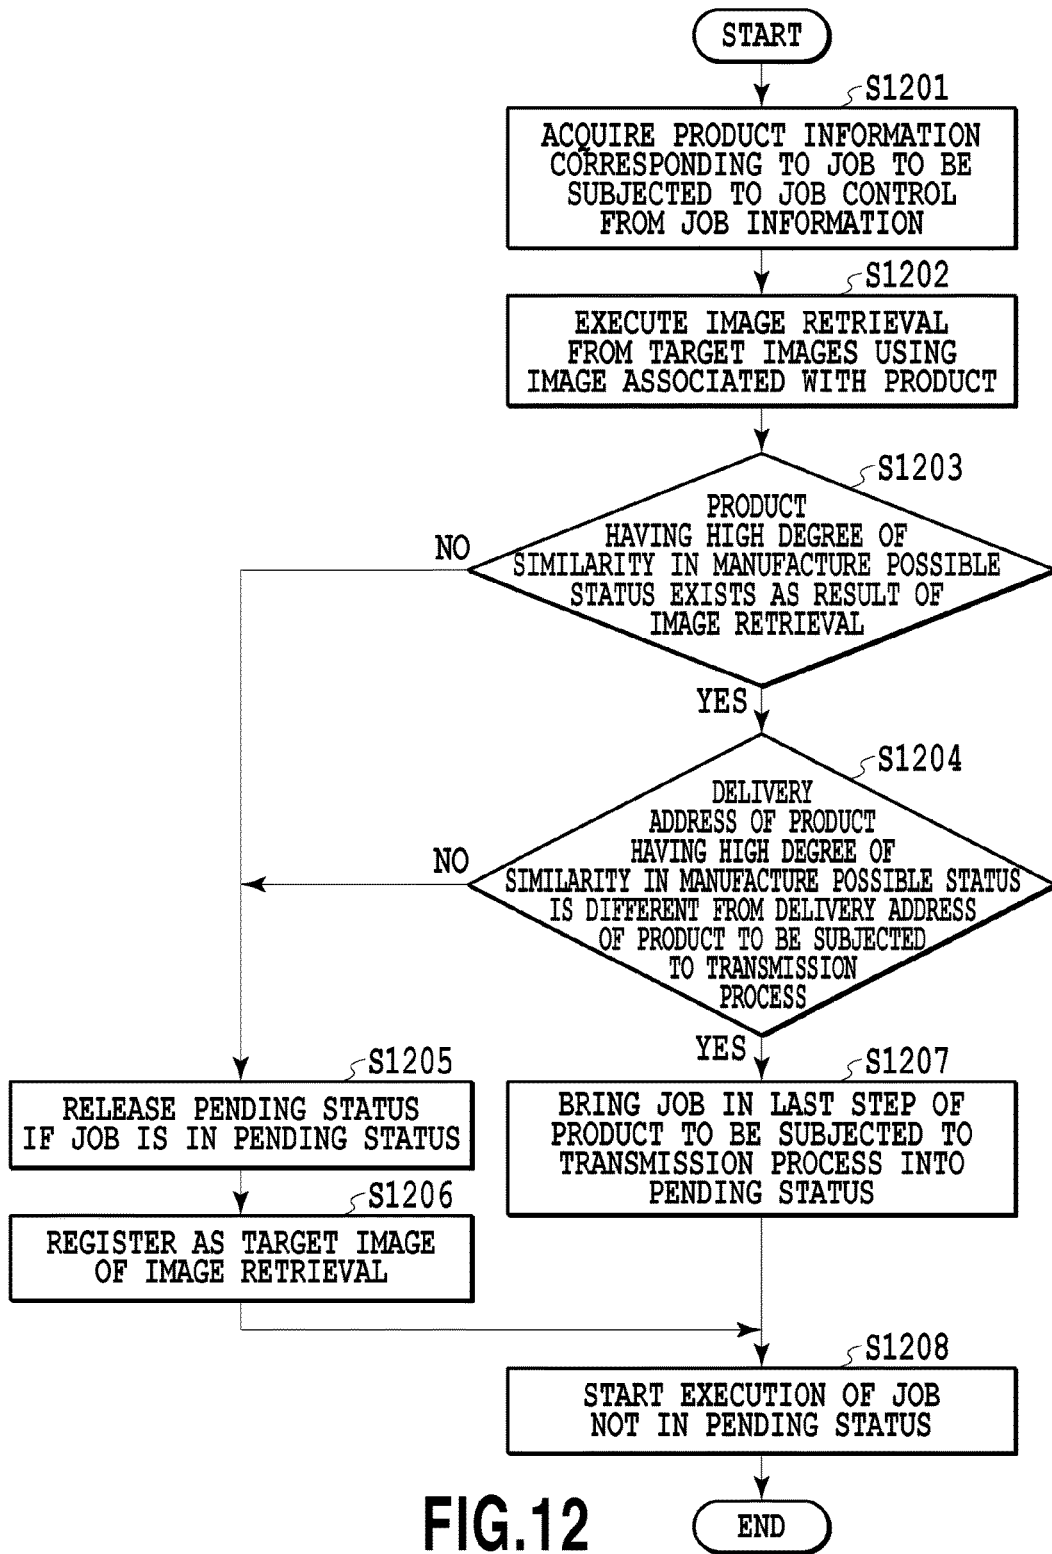 START
S1201
ACQUIRE PRODUCT INFORMATION
CORRESPONDING TO JOB TO BE
SUBJECTED TO JOB CONTROL
FROM JOB INFORMATION
S1202
EXECUTE IMAGE RETRIEVAL
FROM TARGET IMAGES USING
IMAGE ASSOCIATED WITH PRODUCT
S1203
PRODUCT
HAVING HIGH DEGREE OF
SIMILARITY IN MANUFACTURE POSSIBLE
STATUS EXISTS AS RESULT OF
IMAGE RETRIEVAL
NO
YES
S1204
DELIVERY
ADDRESS OF PRODUCT
HAVING HIGH DEGREE OF
SIMILARITY IN MANUFACTURE POSSIBLE STATUS
IS DIFFERENT FROM DELIVERY ADDRESS
OF PRODUCT TO BE SUBJECTED
TO TRANSMISSION
PROCESS
NO
YES
S1205
RELEASE PENDING STATUS
IF JOB IS IN PENDING STATUS
S1206
REGISTER AS TARGET IMAGE
OF IMAGE RETRIEVAL
S1207
BRING JOB IN LAST STEP OF
PRODUCT TO BE SUBJECTED TO
TRANSMISSION PROCESS INTO
PENDING STATUS
S1208
START EXECUTION OF JOB
NOT IN PENDING STATUS
END
FIG.12